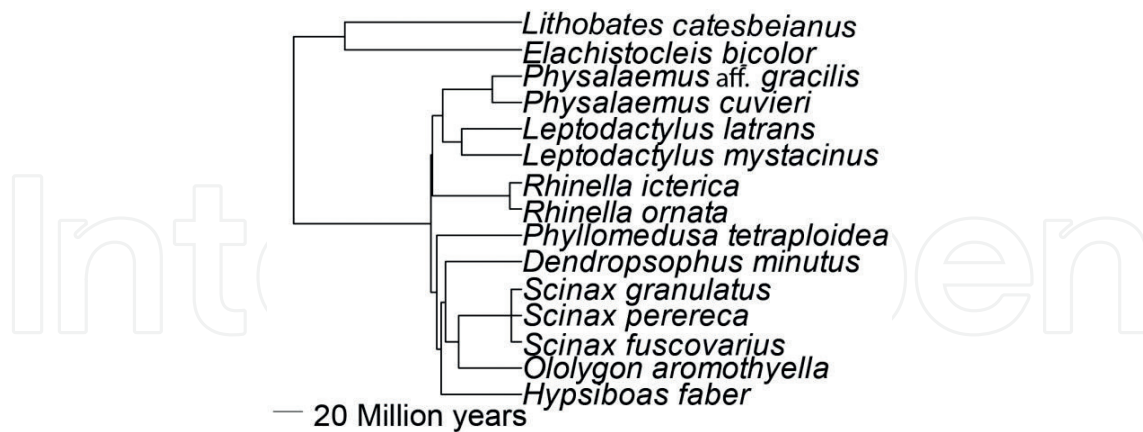 Lithobates catesbeianus
Elachistocleis bicolor
Physalaemus aff. gracilis
Physalaemus cuvieri
Leptodactylus latrans
Leptodactylus mystacinus
Rhinella icterica
Rhinella ornata
Phyllomedusa tetraploidea
Dendropsophus minutus
Scinax granulatus
Scinax perereca
Scinax fuscovarius
Ololygon aromothyella
Hypsiboas faber
20 Million years